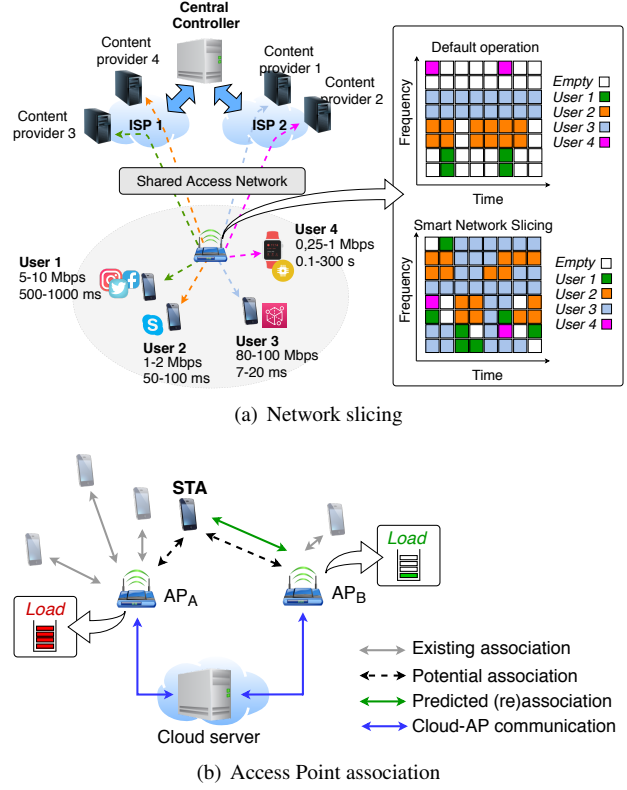 Central
Controller
Content
provider 4
Content
provider 1
Content
provider 2
Content
provider 3
ISP 1
ISP 2
Shared Access Network
User 4
0,25-1 Mbps
0.1-300 s
User 1
5-10 Mbps
500-1000 ms
User 2
1-2 Mbps
50-100 ms
User 3
80-100 Mbps
7-20 ms
Default operation
Frequency
Time
Empty
User 1
User 2
User 3
User 4
Smart Network Slicing
Frequency
Time
Empty
User 1
User 2
User 3
User 4
(a) Network slicing
STA
Load
APA
APB
Load
Cloud server
Existing association
Potential association
Predicted (re)association
Cloud-AP communication
(b) Access Point association